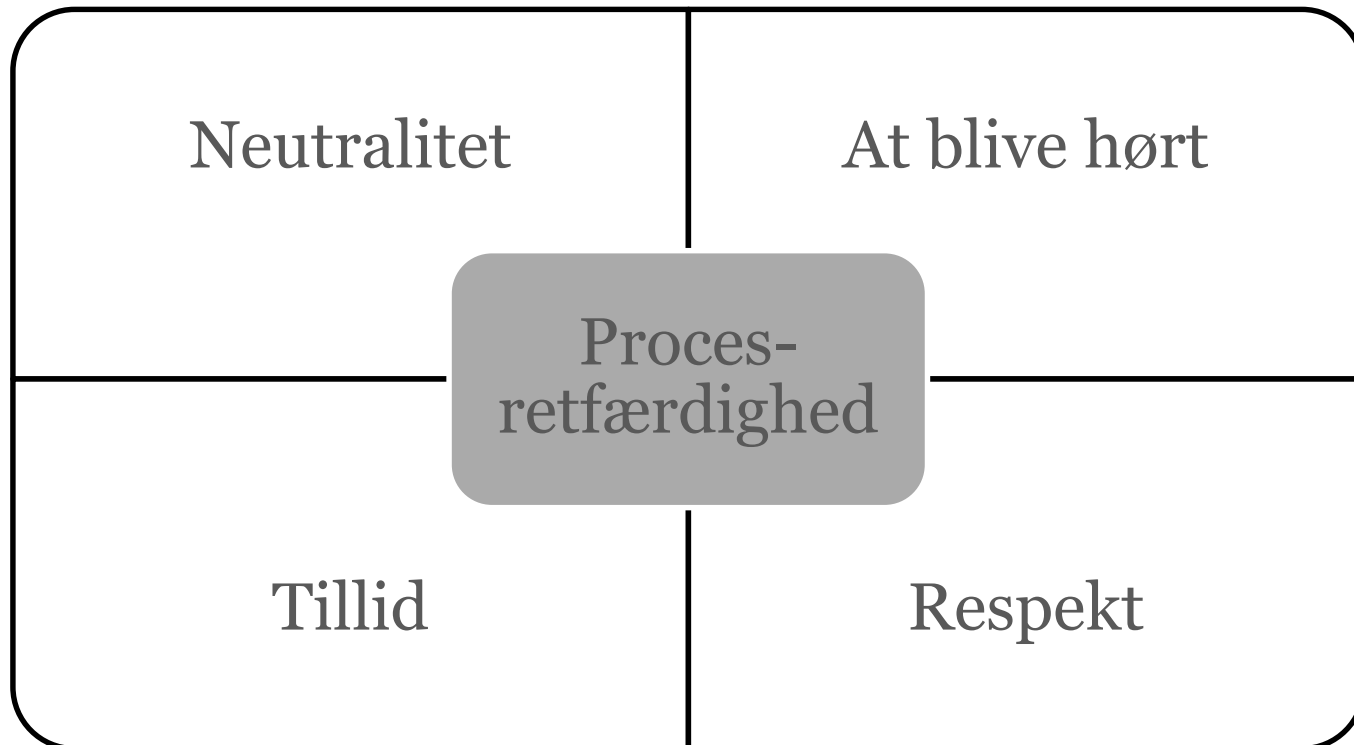 Neutralitet
At blive hørt
Proces-
retfærdighed
Tillid
Respekt